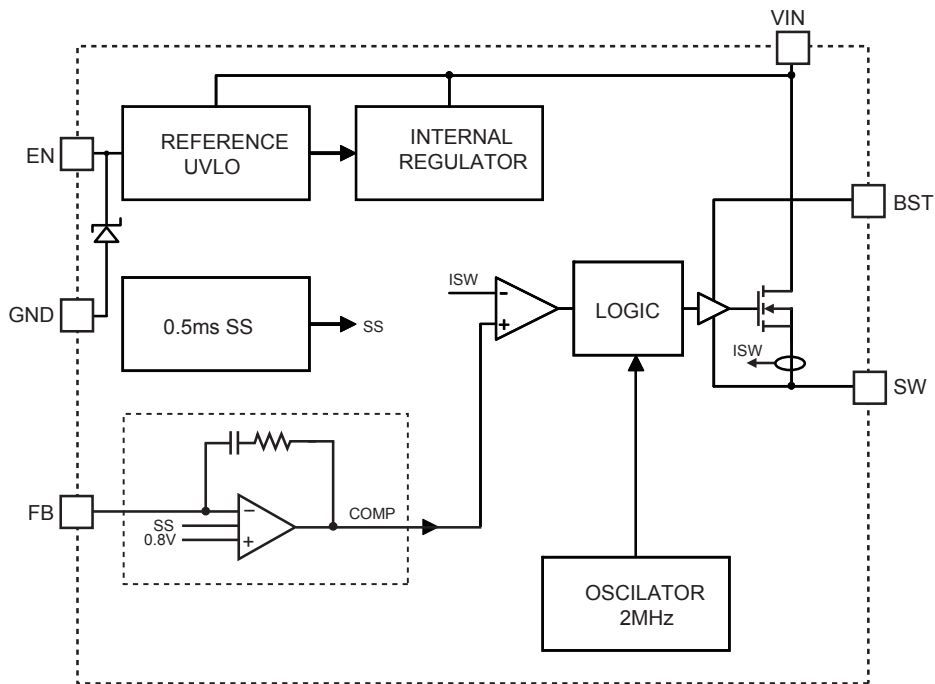 VIN
REFERENCE
UVLO
INTERNAL
REGULATOR
EN
BST
GND
0.5ms SS
SS
ISW
-
+
LOGIC
ISW
SW
FB
SS
0.8V
-
+
COMP
OSCILATOR
2MHz